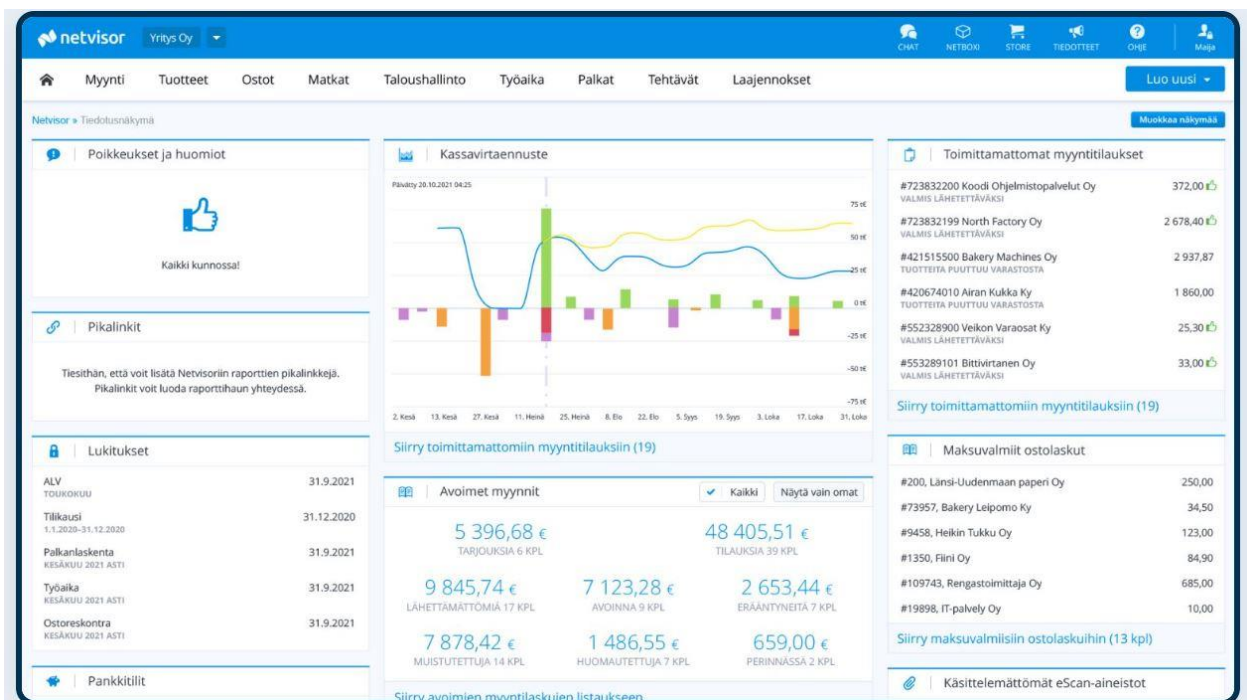 netvisor
Yritys Oy
CHAT
NETBOXI
STORE
TIEDOTTEET
OHJE
Maija
Myynti
Tuotteet
Ostot
Matkat
Taloushallinto
Työaika
Palkat
Tehtävät
Laajennokset
Luo uusi
Netvisor » Tiedotusnäkymä
Muokkaa näkymää
Poikkeukset ja huomiot
Kaikki kunnossa!
Pikalinkit
Tiesithän, että voit lisätä Netvisoriin raporttien pikalinkkejä.
Pikalinkit voit luoda raporttihaun yhteydessä.
Lukitukset
ALV 31.9.2021
TOUKOKUU
Tilikausi 31.12.2020
1.1.2020–31.12.2020
Palkanlaskenta 31.9.2021
KESÄKUU 2021 ASTI
Työaika 31.9.2021
KESÄKUU 2021 ASTI
Ostoreskontra 31.9.2021
KESÄKUU 2021 ASTI
Pankkitilit
Kassavirtaennuste
Päivätty 20.10.2021 04:25
75 t€
50 t€
25 t€
0 t€
-25 t€
-50 t€
-75 t€
2. Kesä 13. Kesä 27. Kesä 11. Heinä 25. Heinä 8. Elo 22. Elo 5. Syys 19. Syys 3. Loka 17. Loka 31. Loka
Siirry toimittamattomiin myyntitilauksiin (19)
Avoimet myynnit
Kaikki
Näytä vain omat
5 396,68 € 48 405,51 €
TARJOUKSIA 6 KPL TILAUKSIA 39 KPL
9 845,74 € 7 123,28 € 2 653,44 €
LÄHETTÄMÄTTÖMIÄ 17 KPL AVOINNA 9 KPL ERÄÄNTYNEITÄ 7 KPL
7 878,42 € 1 486,55 € 659,00 €
MUISTUTETTUJA 14 KPL HUOMAUTETTUJA 7 KPL PERINNÄSSÄ 2 KPL
Siirry avoimien myyntilaskujen listaukseen
Toimittamattomat myyntitilaukset
#723832200 Koodi Ohjelmistopalvelut Oy 372,00
VALMIS LÄHETETTÄVÄKSI
#723832199 North Factory Oy 2 678,40
VALMIS LÄHETETTÄVÄKSI
#421515500 Bakery Machines Oy 2 937,87
TUOTTEITA PUUTTUU VARASTOSTA
#420674010 Airan Kukka Ky 1 860,00
TUOTTEITA PUUTTUU VARASTOSTA
#552328900 Veikon Varaosat Ky 25,30
VALMIS LÄHETETTÄVÄKSI
#553289101 Bittivirtanen Oy 33,00
VALMIS LÄHETETTÄVÄKSI
Siirry toimittamattomiin myyntitilauksiin (19)
Maksuvalmiit ostolaskut
#200, Länsi-Uudenmaan paperi Oy 250,00
#73957, Bakery Leipomo Ky 34,50
#9458, Heikin Tukku Oy 123,00
#1350, Fiini Oy 84,90
#109743, Rengastoimittaja Oy 685,00
#19898, IT-palvely Oy 10,00
Siirry maksuvalmiisiin ostolaskuihin (13 kpl)
Käsittelemättömät eScan-aineistot